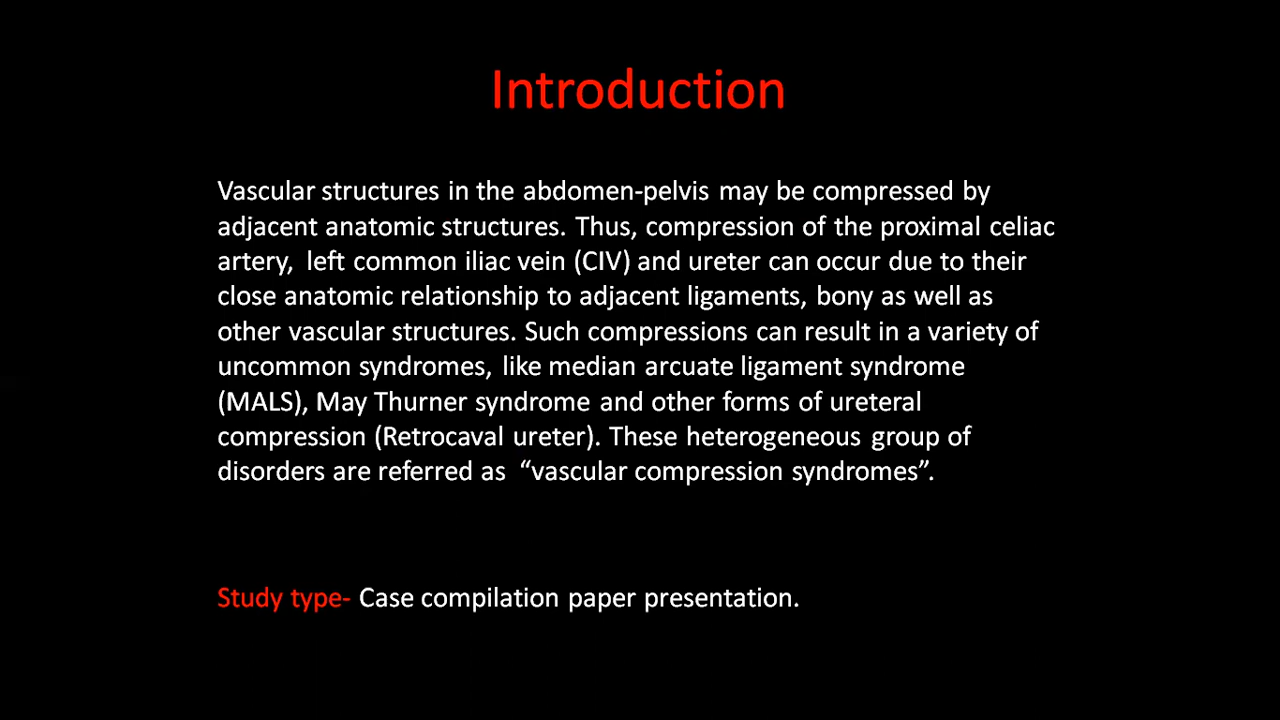 Introduction
Vascular structures in the abdomen-pelvis may be compressed by
adjacent anatomic structures. Thus, compression of the proximal celiac
artery,  left common iliac vein (CIV) and ureter can occur due to their
close anatomic relationship to adjacent ligaments, bony as well as
other vascular structures. Such compressions can result in a variety of
uncommon syndromes, like median arcuate ligament syndrome
(MALS), May Thurner syndrome and other forms of ureteral
compression (Retrocaval ureter). These heterogeneous group of
disorders are referred as  “vascular compression syndromes”.
Study type- Case compilation paper presentation.